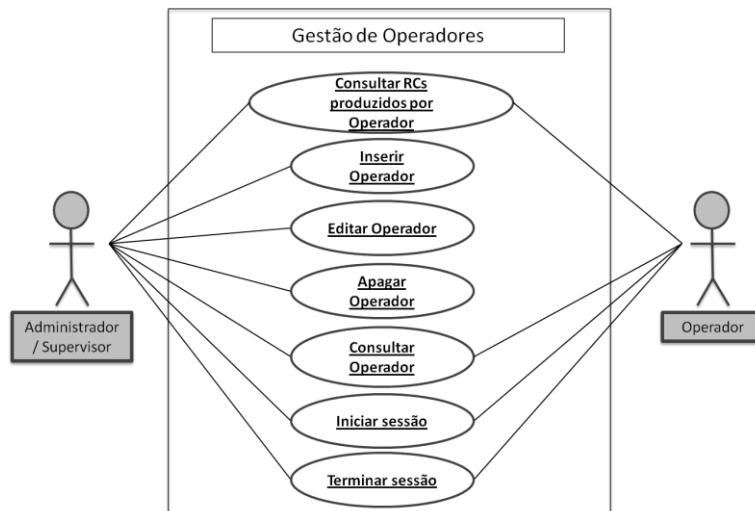 Gestão de Operadores
Consultar RCs
produzidos por
Operador
Inserir
Operador
Editar Operador
Apagar
Operador
Consultar
Operador
Iniciar sessão
Terminar sessão
Administrador
/ Supervisor
Operador